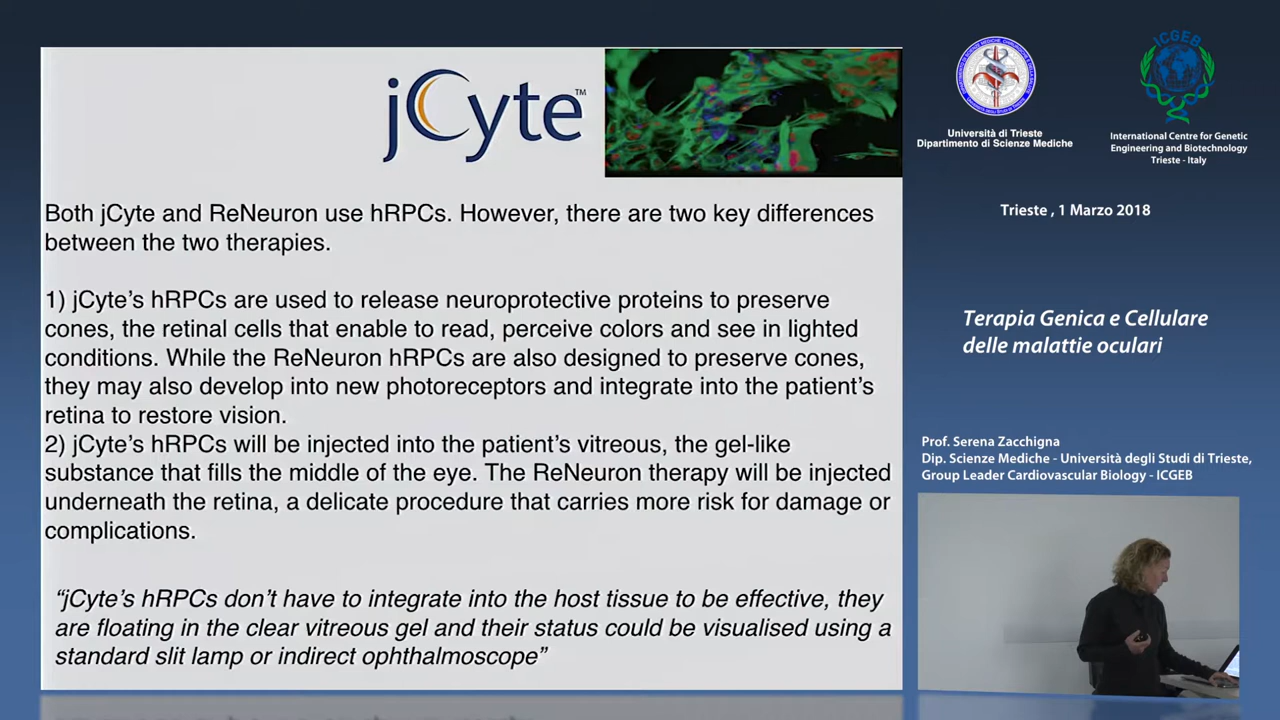 jCyte™
Both jCyte and ReNeuron use hRPCs. However, there are two key differences
between the two therapies.
1) jCyte’s hRPCs are used to release neuroprotective proteins to preserve
cones, the retinal cells that enable to read, perceive colors and see in lighted
conditions. While the ReNeuron hRPCs are also designed to preserve cones,
they may also develop into new photoreceptors and integrate into the patient’s
retina to restore vision.
2) jCyte’s hRPCs will be injected into the patient’s vitreous, the gel-like
substance that fills the middle of the eye. The ReNeuron therapy will be injected
underneath the retina, a delicate procedure that carries more risk for damage or
complications.
“jCyte’s hRPCs don’t have to integrate into the host tissue to be effective, they
are floating in the clear vitreous gel and their status could be visualised using a
standard slit lamp or indirect ophthalmoscope”
Università di Trieste
Dipartimento di Scienze Mediche
ICGEB
International Centre for Genetic
Engineering and Biotechnology
Trieste - Italy
Trieste , 1 Marzo 2018
Terapia Genica e Cellulare
delle malattie oculari
Prof. Serena Zacchigna
Dip. Scienze Mediche - Università degli Studi di Trieste,
Group Leader Cardiovascular Biology - ICGEB